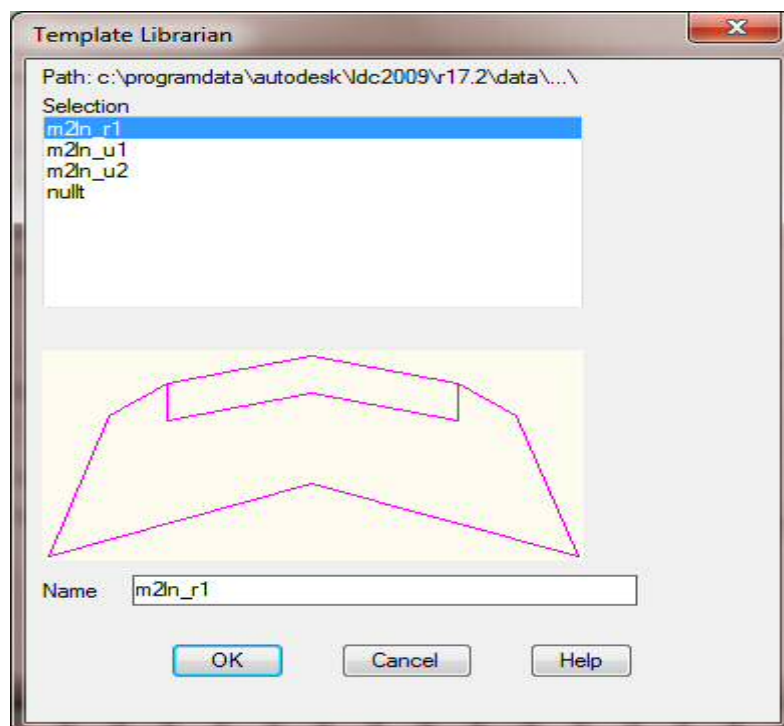 Template Librarian
Path: c:\programdata\autodesk\ldc2009\r17.2\data\...\
Selection
m2ln_r1
m2ln_u1
m2ln_u2
nullt
Name m2ln_r1
OK Cancel Help